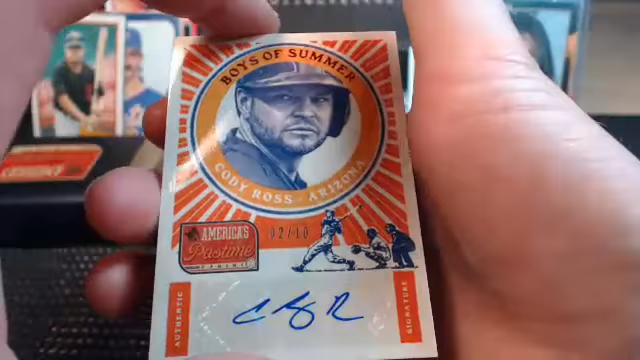 BOYS OF SUMMER
CODY ROSS - ARIZONA
AMERICA'S
Pastime
02/10
AUTHENTIC
SIGNATURE